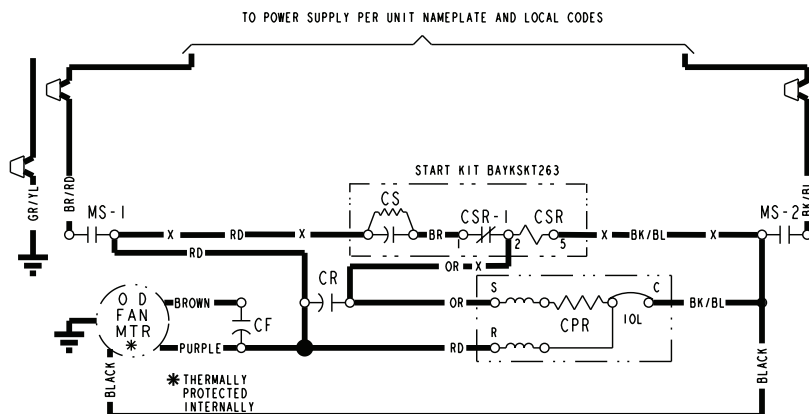 TO POWER SUPPLY PER UNIT NAMEPLATE AND LOCAL CODES
GR/YL
BR/RD
BK/BL
START KIT BAYKSKT263
CS
MS-1
CSR-1
CSR
MS-2
X
RD
X
BR
1
2
5
X
BK/BL
X
RD
OR
X
CR
OR
S
C
BK/BL
CPR
IOL
R
RD
O D
FAN
MTR
*
BROWN
CF
PURPLE
BLACK
BLACK
* THERMALLY
PROTECTED
INTERNALLY